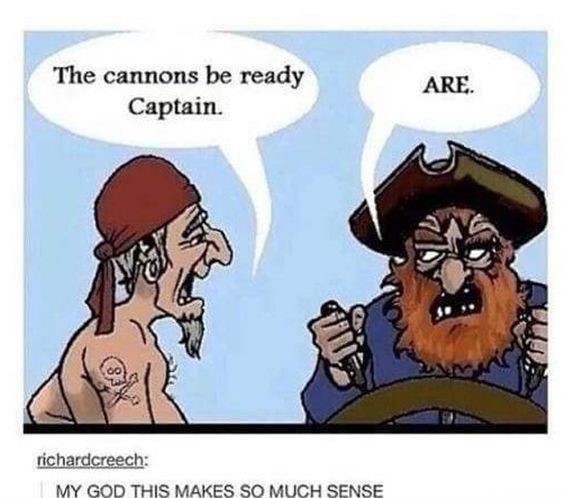 The cannons be ready
Captain.
ARE.
richardcreech:
MY GOD THIS MAKES SO MUCH SENSE